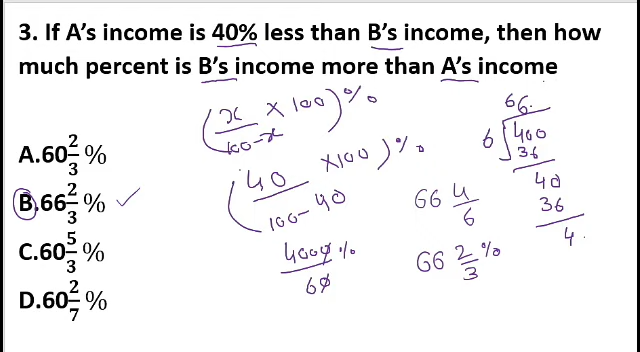 3. If A's income is 40% less than B's income, then how
much percent is B's income more than A's income
A.60 2/3 %
B.66 2/3 % ✓
C.60 5/3 %
D.60 2/7 %
(x/100-x × 100)%
(40/100-40 ×100)%
4000/60 %
66 4/6
66 2/3 %
66.
6 400
36
40
36
4.